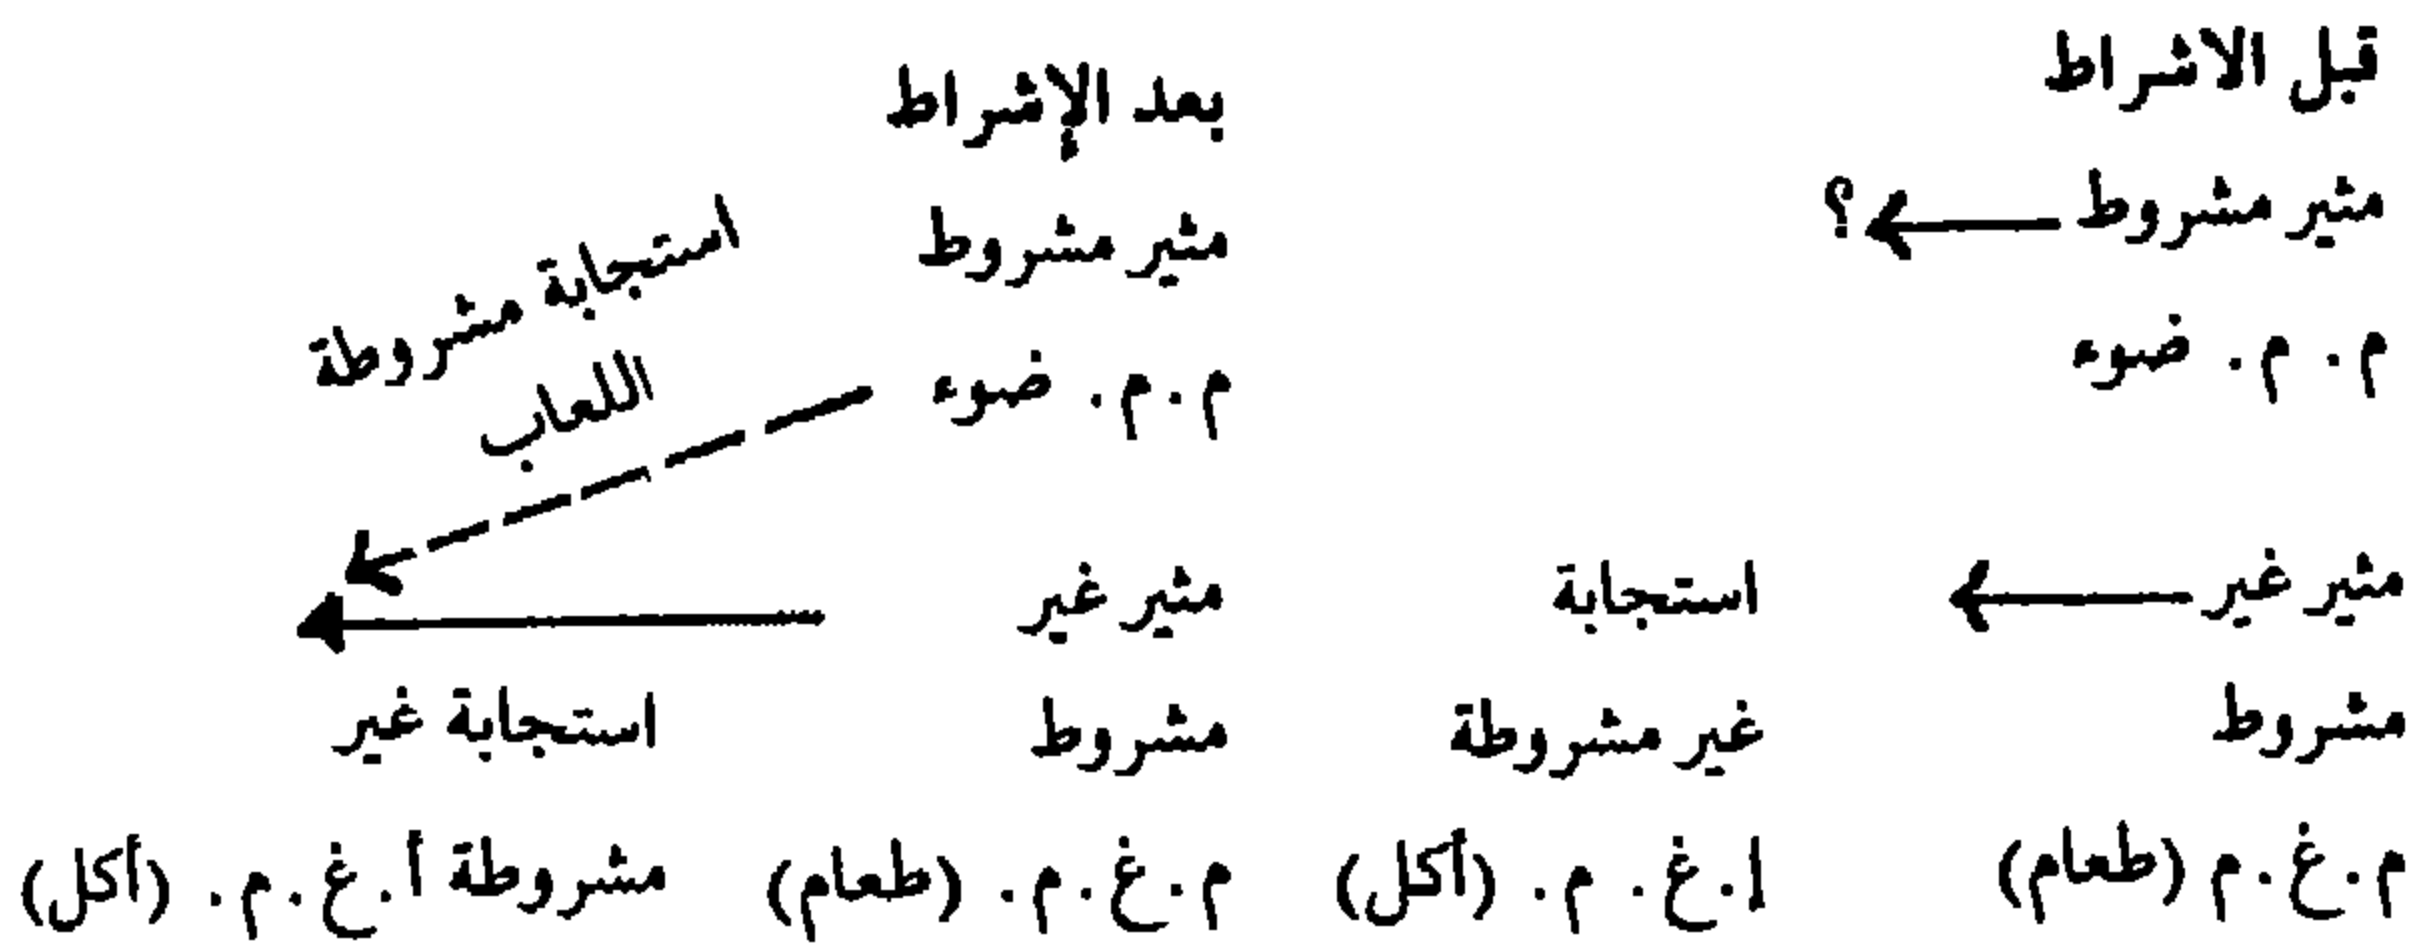 قبل الاشراط
مثير مشروط ؟
م . م . ضوء
مثير غير
مشروط
م . غ . م (طعام)
استجابة
غير مشروطة
ا . غ . م . (أكل)
بعد الإشراط
مثير مشروط
م . م . ضوء
استجابة مشروطة
اللعاب
مثير غير
مشروط
م . غ . م . (طعام)
استجابة غير
مشروطة أ . غ . م . (أكل)